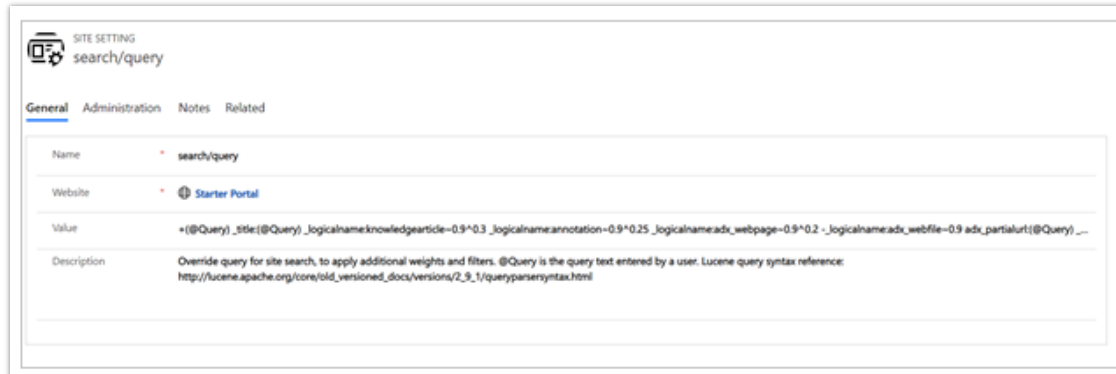 SITE SETTING
search/query
General Administration Notes Related
Name * search/query
Website * Starter Portal
Value +(@Query) _title:(@Query) _logicalname:knowledgearticle~0.9^0.3 _logicalname:annotation~0.9^0.25 _logicalname:adx_webpage~0.9^0.2 -_logicalname:adx_webfile~0.9 adx_partialurl:(@Query) _...
Description Override query for site search, to apply additional weights and filters. @Query is the query text entered by a user. Lucene query syntax reference:
http://lucene.apache.org/core/old_versioned_docs/versions/2_9_1/queryparsersyntax.html